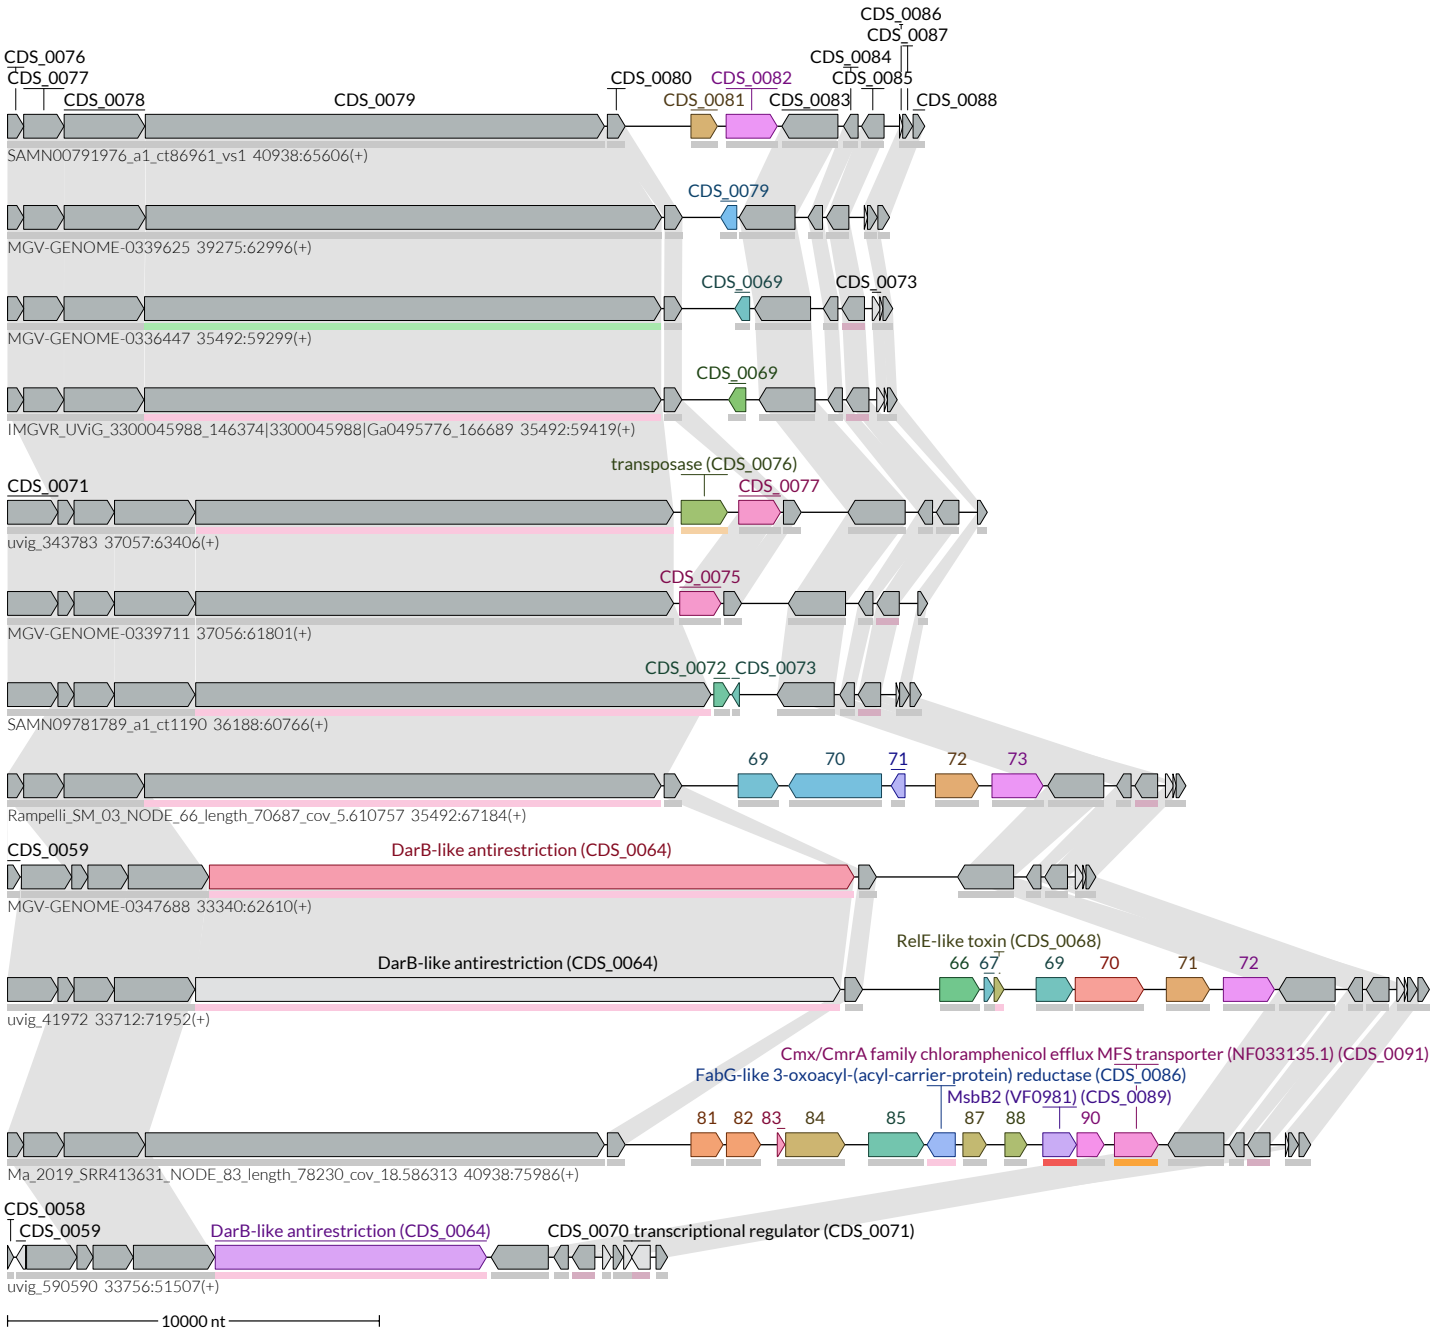 CDS_0086
CDS_0087
CDS_0076
CDS_0084
CDS_0077
CDS_0080
CDS_0082
CDS_0085
CDS_0078
CDS_0079
CDS_0081
CDS_0083
CDS_0088
SAMN00791976_a1_ct86961_vs1 40938:65606(+)
CDS_0079
MGV-GENOME-0339625 39275:62996(+)
CDS_0069
CDS_0073
MGV-GENOME-0336447 35492:59299(+)
CDS_0069
IMGVR_UViG_3300045988_146374|3300045988|Ga0495776_166689 35492:59419(+)
transposase (CDS_0076)
CDS_0071
CDS_0077
uvig_343783 37057:63406(+)
CDS_0075
MGV-GENOME-0339711 37056:61801(+)
CDS_0072 CDS_0073
SAMN09781789_a1_ct1190 36188:60766(+)
69 70 71 72 73
Rampelli_SM_03_NODE_66_length_70687_cov_5.610757 35492:67184(+)
CDS_0059 DarB-like antirestriction (CDS_0064)
MGV-GENOME-0347688 33340:62610(+)
RelE-like toxin (CDS_0068)
DarB-like antirestriction (CDS_0064) 66 67 69 70 71 72
uvig_41972 33712:71952(+)
Cmx/CmrA family chloramphenicol efflux MFS transporter (NF033135.1) (CDS_0091)
FabG-like 3-oxoacyl-(acyl-carrier-protein) reductase (CDS_0086)
MsbB2 (VF0981) (CDS_0089)
81 82 83 84 85 87 88 90
Ma_2019_SRR413631_NODE_83_length_78230_cov_18.586313 40938:75986(+)
CDS_0058
CDS_0059 DarB-like antirestriction (CDS_0064) CDS_0070 transcriptional regulator (CDS_0071)
uvig_590590 33756:51507(+)
10000 nt